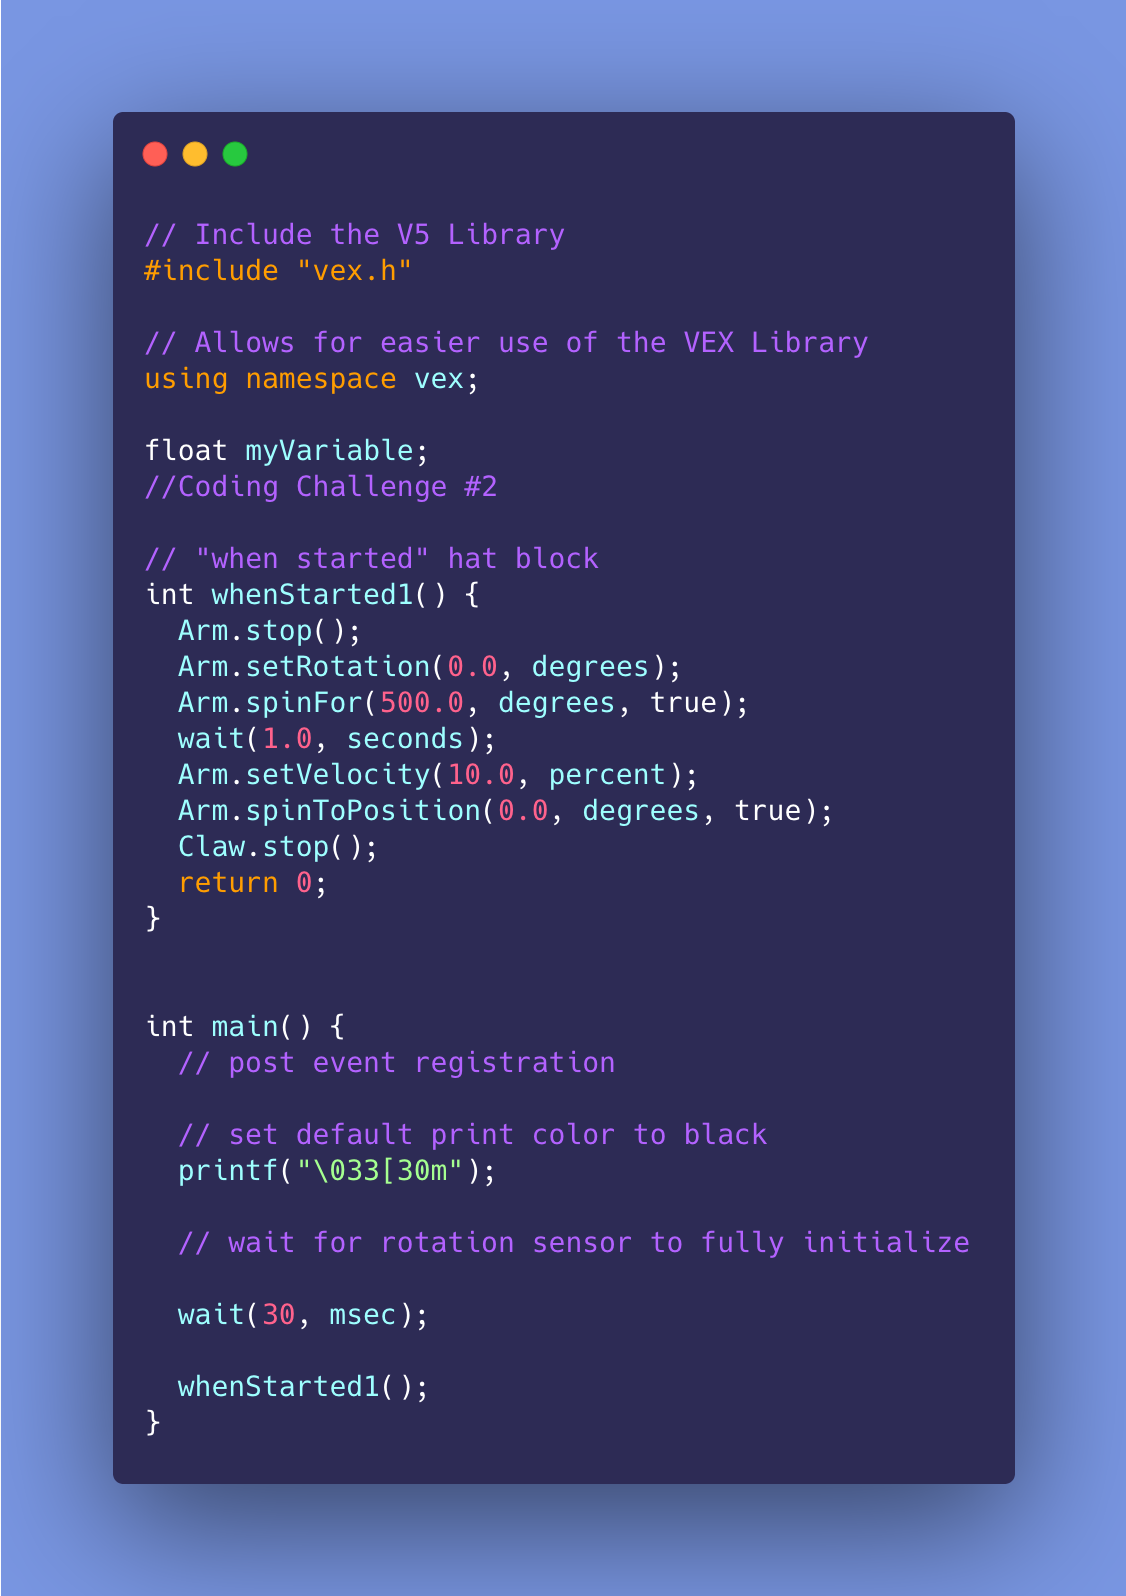 // Include the V5 Library
#include "vex.h"

// Allows for easier use of the VEX Library
using namespace vex;

float myVariable;
//Coding Challenge #2

// "when started" hat block
int whenStarted1() {
  Arm.stop();
  Arm.setRotation(0.0, degrees);
  Arm.spinFor(500.0, degrees, true);
  wait(1.0, seconds);
  Arm.setVelocity(10.0, percent);
  Arm.spinToPosition(0.0, degrees, true);
  Claw.stop();
  return 0;
}


int main() {
  // post event registration

  // set default print color to black
  printf("\033[30m");

  // wait for rotation sensor to fully initialize

  wait(30, msec);

  whenStarted1();
}